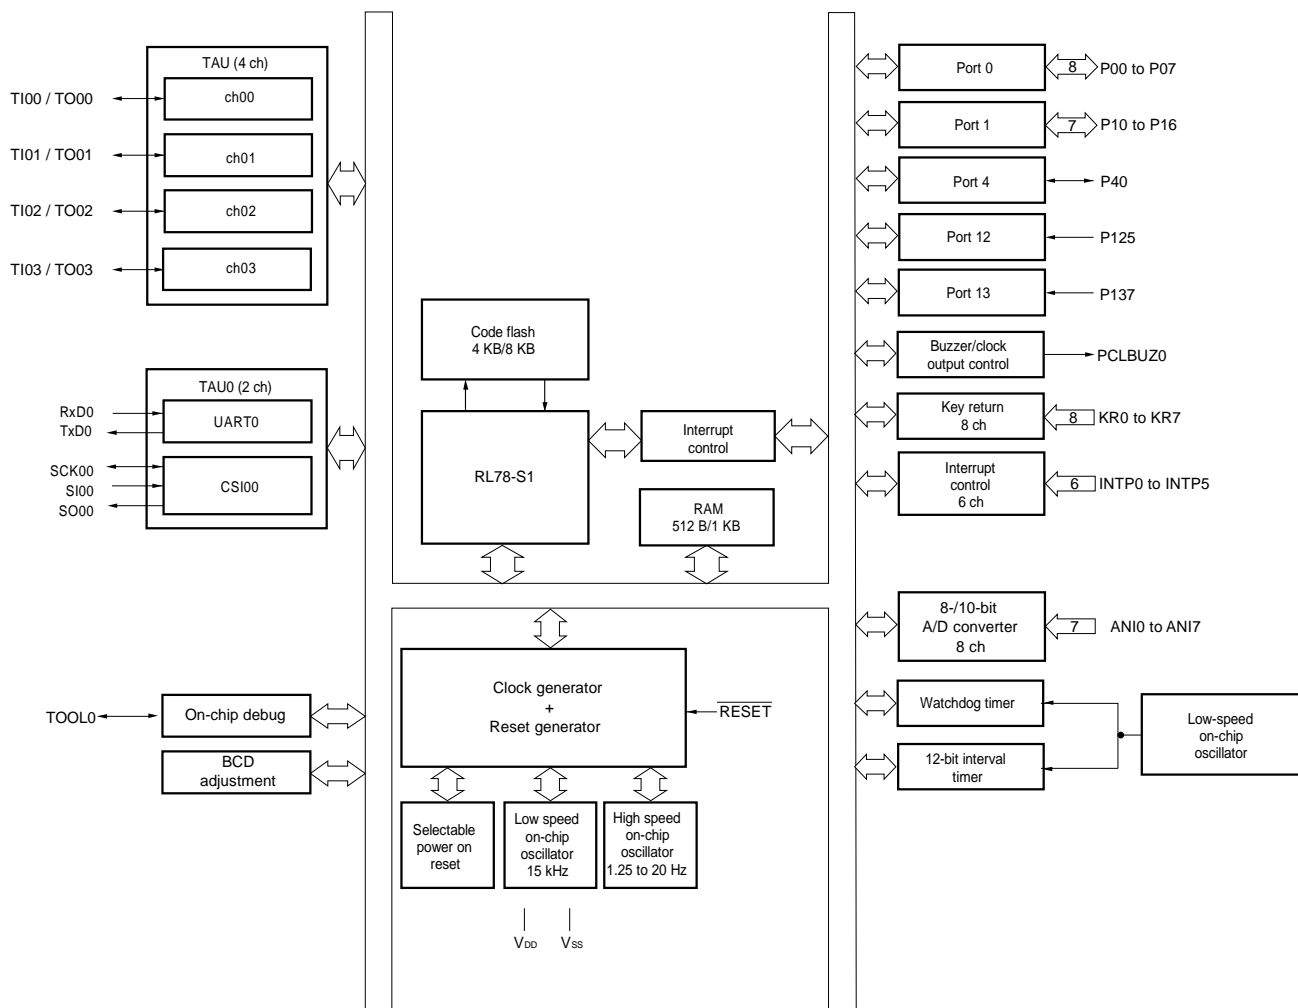 TAU (4 ch)
TI00 / TO00
ch00
TI01 / TO01
ch01
TI02 / TO02
ch02
TI03 / TO03
ch03
TAU0 (2 ch)
RxD0
TxD0
UART0
SCK00
SI00
SO00
CSI00
TOOL0
On-chip debug
BCD
adjustment
Code flash
4 KB/8 KB
RL78-S1
Interrupt
control
RAM
512 B/1 KB
Clock generator
+
Reset generator
RESET
Selectable
power on
reset
Low speed
on-chip
oscillator
15 kHz
High speed
on-chip
oscillator
1.25 to 20 Hz
VDD
VSS
Port 0
8
P00 to P07
Port 1
7
P10 to P16
Port 4
P40
Port 12
P125
Port 13
P137
Buzzer/clock
output control
PCLBUZ0
Key return
8 ch
8
KR0 to KR7
Interrupt
control
6 ch
6
INTP0 to INTP5
8-/10-bit
A/D converter
8 ch
7
ANI0 to ANI7
Watchdog timer
12-bit interval
timer
Low-speed
on-chip
oscillator